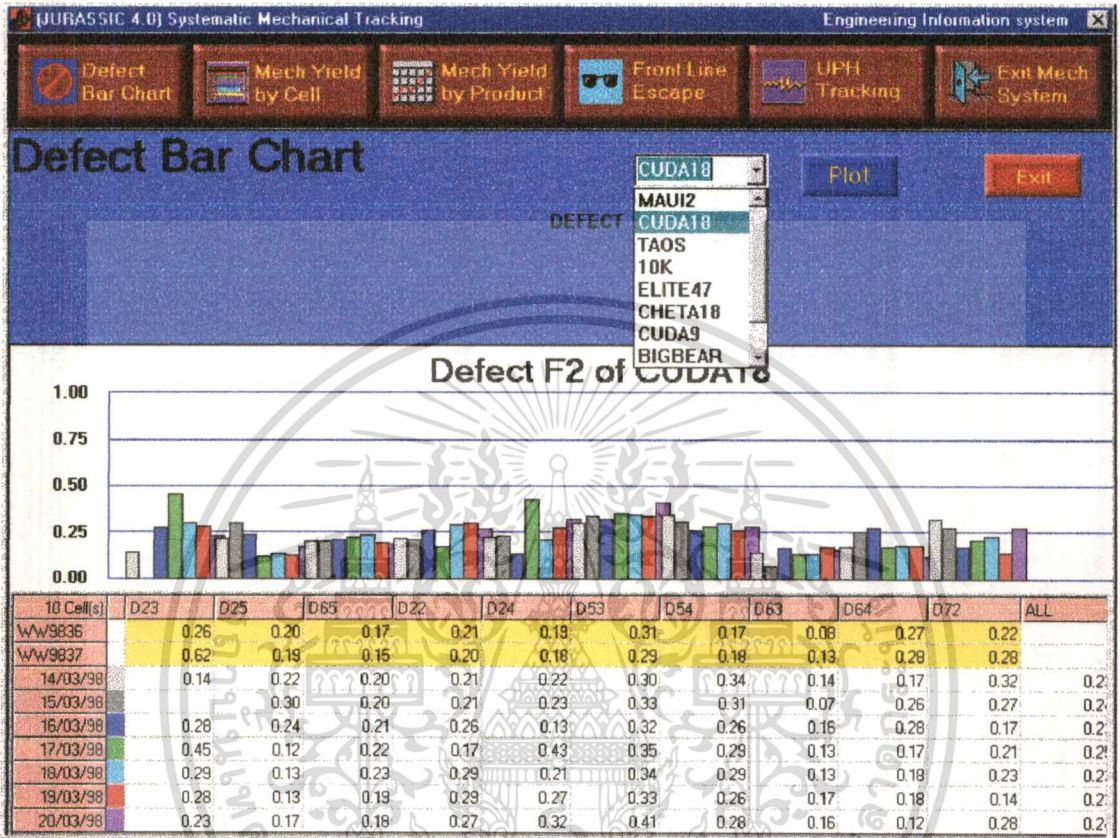 (JURASSIC 4.0) Systematic Mechanical Tracking Engineering Information system
Defect Bar Chart
Mech Yield by Cell
Mech Yield by Product
Front Line Escape
UPH Tracking
Exit Mech System
Defect Bar Chart
CUDA18
Plot
Exit
DEFECT
MAUI2
CUDA18
TAOS
10K
ELITE47
CHETA18
CUDA9
BIGBEAR
Defect F2 of CUDA18
1.00
0.75
0.50
0.25
0.00
10 Cell(s) D23 D25 D65 D22 D24 D53 D54 D63 D64 D72 ALL
WW9836 0.26 0.20 0.17 0.21 0.19 0.31 0.17 0.08 0.27 0.22
WW9837 0.62 0.19 0.15 0.20 0.18 0.29 0.18 0.13 0.28 0.28
14/03/98 0.14 0.22 0.20 0.21 0.22 0.30 0.34 0.14 0.17 0.32
15/03/98 0.30 0.20 0.21 0.23 0.33 0.31 0.07 0.26 0.27
16/03/98 0.28 0.24 0.21 0.26 0.13 0.32 0.26 0.16 0.28 0.17
17/03/98 0.45 0.12 0.22 0.17 0.43 0.35 0.29 0.13 0.17 0.21
18/03/98 0.29 0.13 0.23 0.29 0.21 0.34 0.29 0.13 0.18 0.23
19/03/98 0.28 0.13 0.19 0.29 0.27 0.33 0.26 0.17 0.18 0.14
20/03/98 0.23 0.17 0.18 0.27 0.32 0.41 0.28 0.16 0.12 0.28